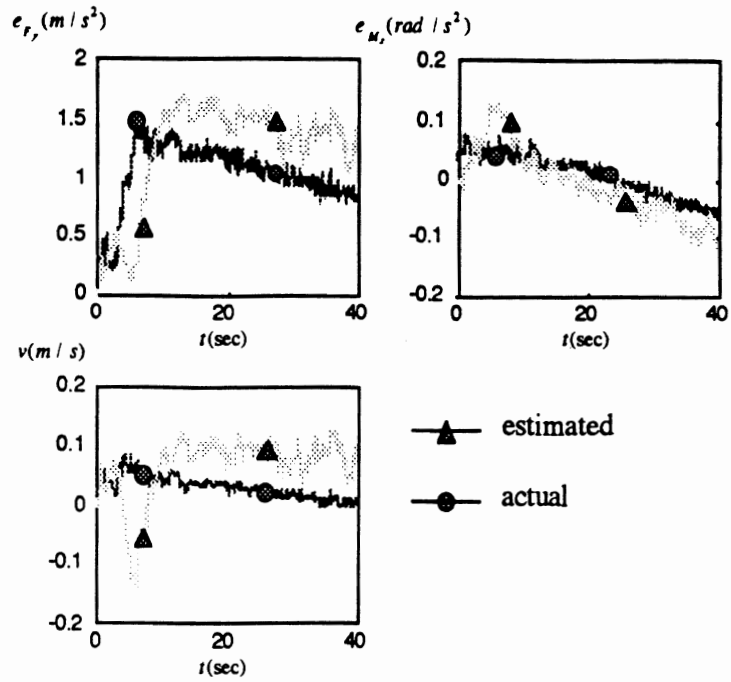 e_{F_y}(m / s²)
e_{M_z}(rad / s²)
2
1.5
1
0.5
0
0 20 40
t(sec)
0.2
0.1
0
-0.1
-0.2
0 20 40
t(sec)
v(m / s)
0.2
0.1
0
-0.1
-0.2
0 20 40
t(sec)
estimated
actual